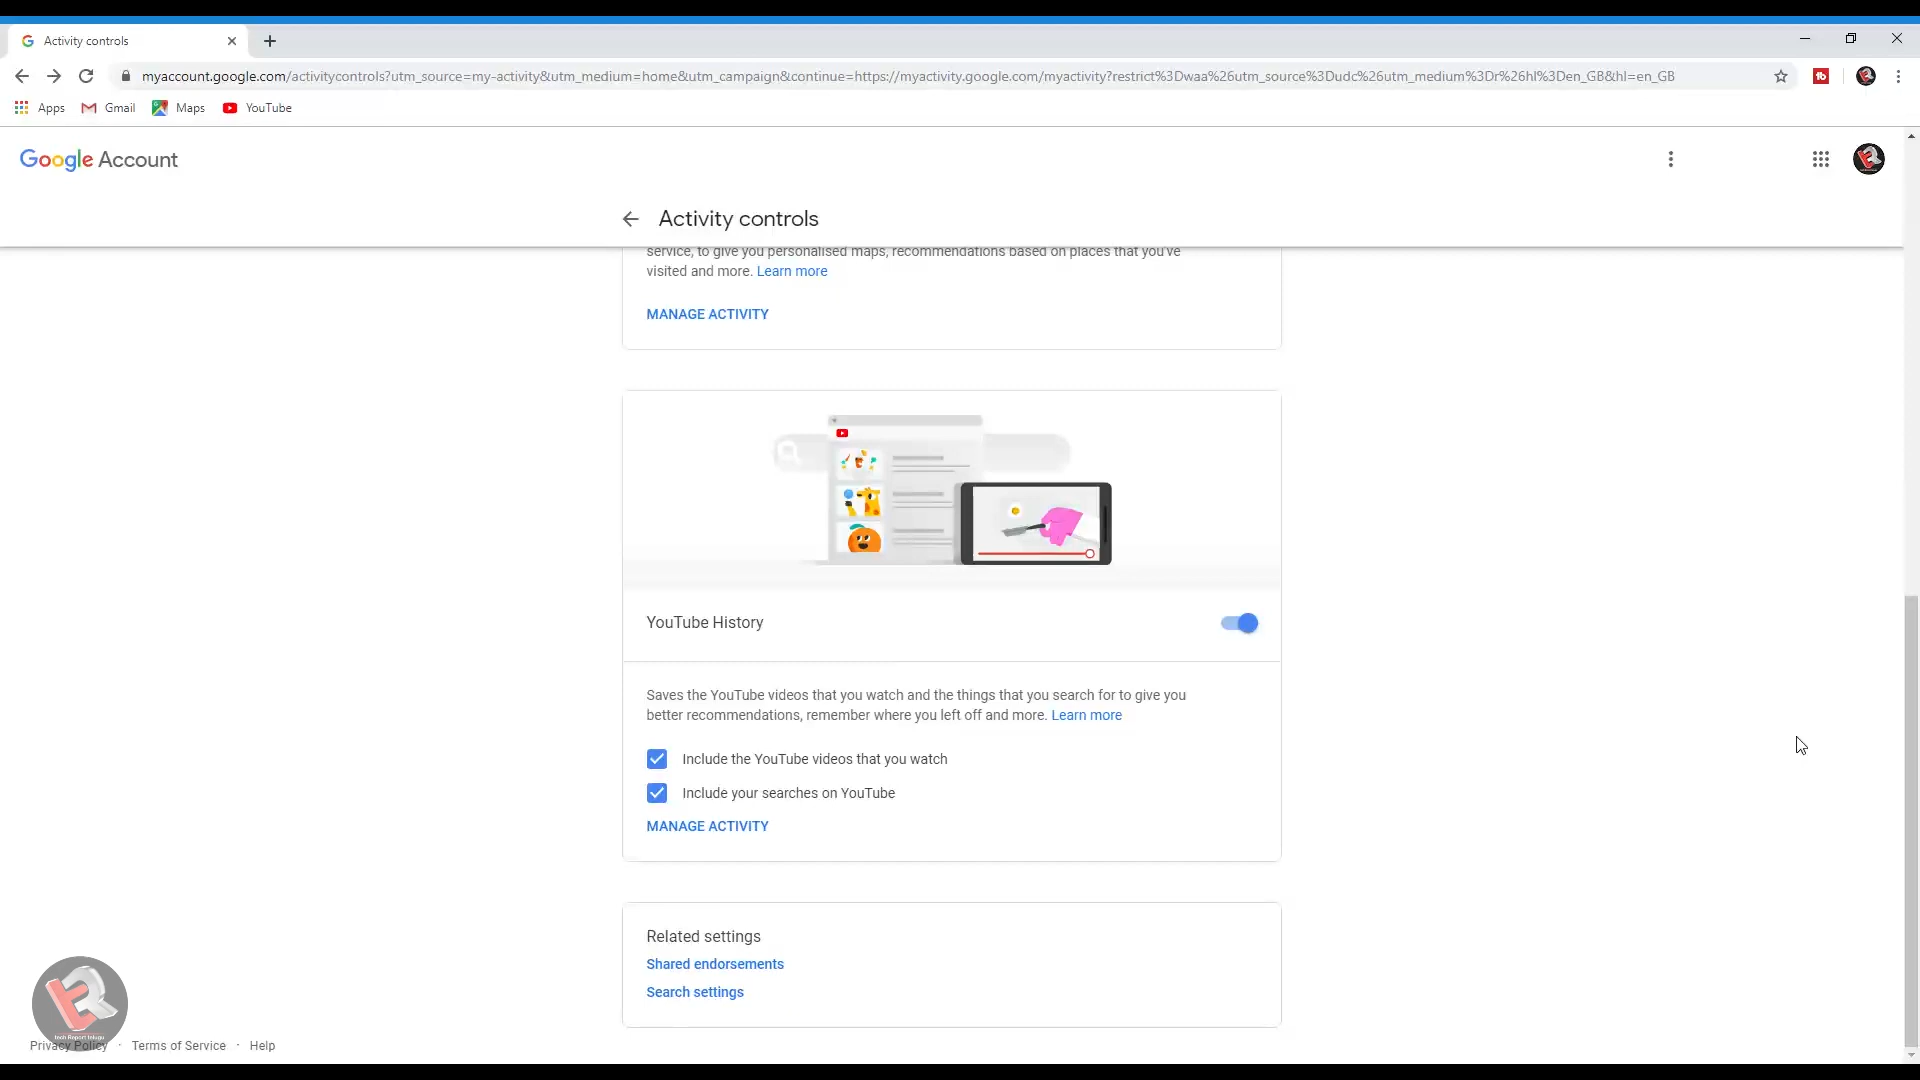 Activity controls
myaccount.google.com/activitycontrols?utm_source=my-activity&utm_medium=home&utm_campaign&continue=https://myactivity.google.com/myactivity?restrict%3Dwaa%26utm_source%3Dudc%26utm_medium%3Dr%26hl%3Den_GB&hl=en_GB
Apps Gmail Maps YouTube
Google Account
Activity controls
service, to give you personalised maps, recommendations based on places that you've
visited and more. Learn more
MANAGE ACTIVITY
YouTube History
Saves the YouTube videos that you watch and the things that you search for to give you
better recommendations, remember where you left off and more. Learn more
Include the YouTube videos that you watch
Include your searches on YouTube
MANAGE ACTIVITY
Related settings
Shared endorsements
Search settings
Tech Report Telugu
Privacy Policy · Terms of Service · Help